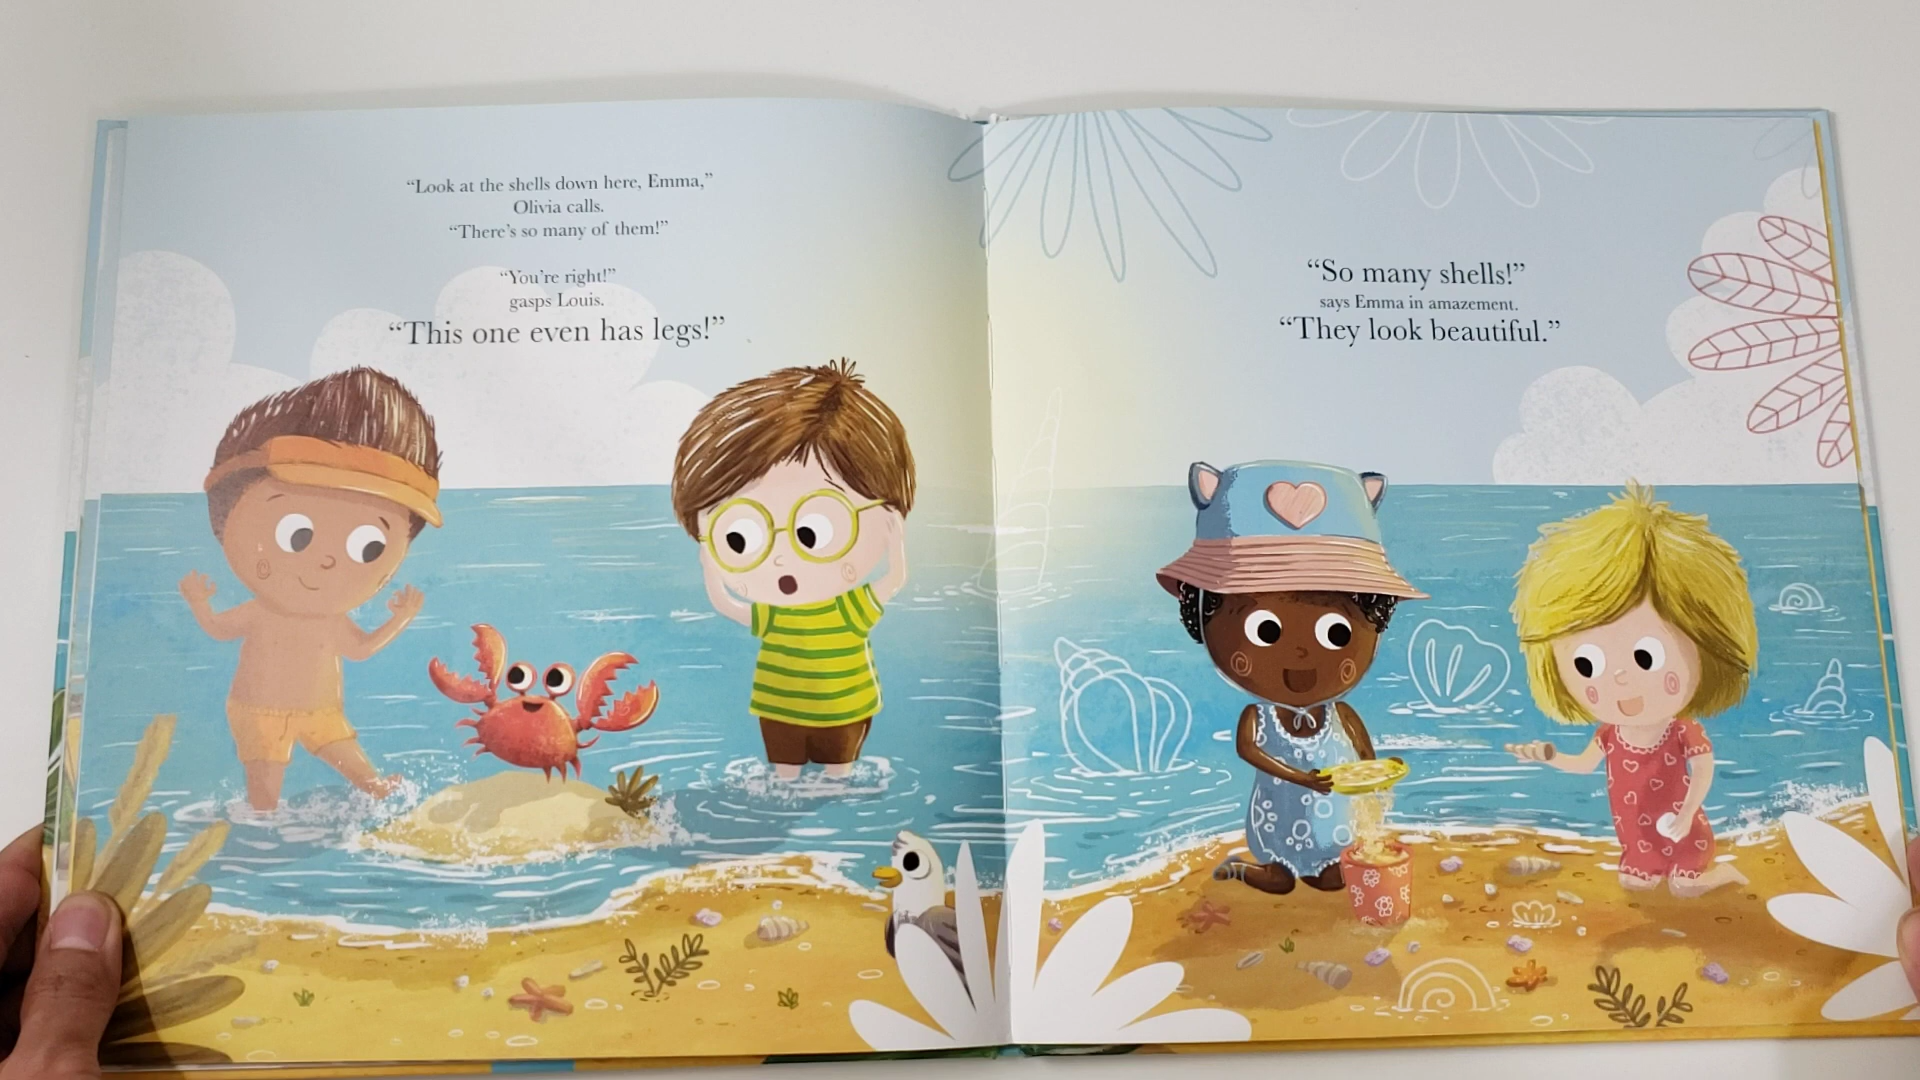 “Look at the shells down here, Emma,”
Olivia calls.
“There’s so many of them!”
“You’re right!”
gasps Louis.
“This one even has legs!”
“So many shells!”
says Emma in amazement.
“They look beautiful.”